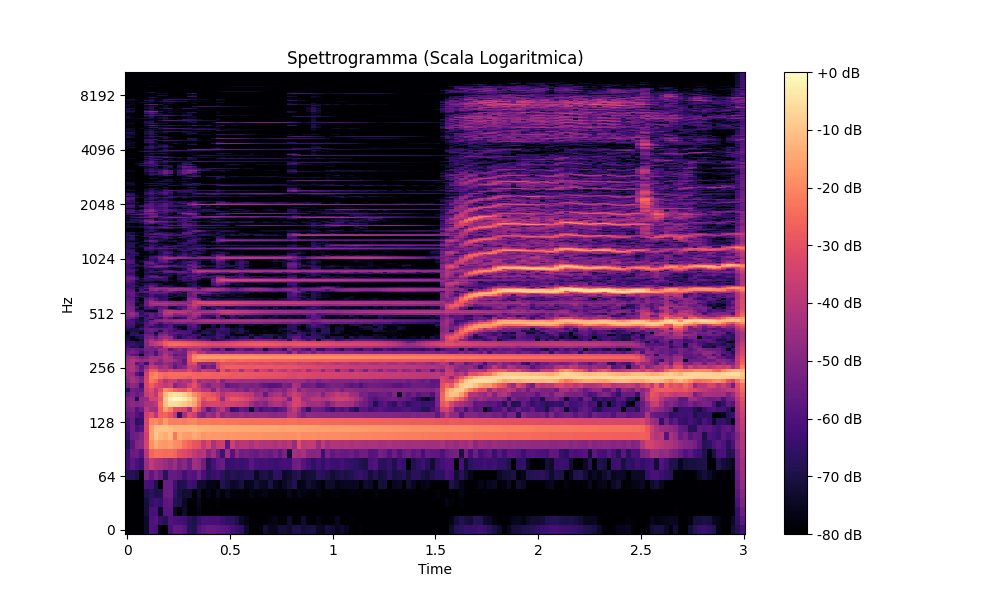 Spettrogramma (Scala Logaritmica)
8192
4096
2048
1024
512
256
128
64
0
Hz
0
0.5
1
1.5
2
2.5
3
Time
+0 dB
-10 dB
-20 dB
-30 dB
-40 dB
-50 dB
-60 dB
-70 dB
-80 dB